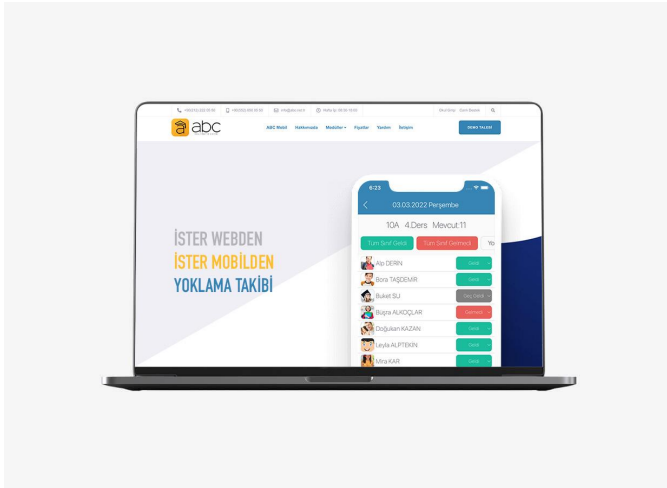 abc
ABC Mobil Hakkımızda Modüller Fiyatlar Yardım İletişim
DEMO TALEBİ
İSTER WEBDEN
İSTER MOBİLDEN
YOKLAMA TAKİBİ
6:23
03.03.2022 Perşembe
10A 4.Ders Mevcut:11
Tüm Sınıf Geldi Tüm Sınıf Gelmedi Yo
Alp DERİN Geldi
Bora TAŞDEMİR Geldi
Buket SU Geç Geldi
Büşra ALKOÇLAR Gelmedi
Doğukan KAZAN Geldi
Leyla ALPTEKİN Geldi
Mira KAR Geldi